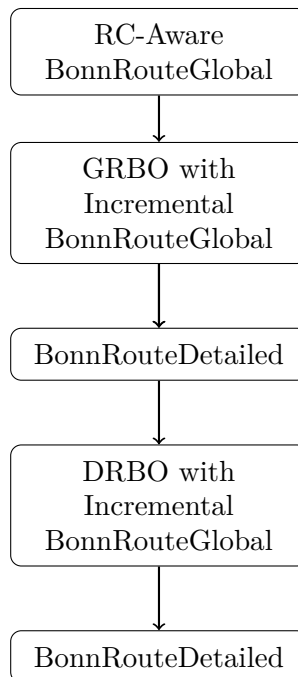 RC-Aware
BonnRouteGlobal
GRBO with
Incremental
BonnRouteGlobal
BonnRouteDetailed
DRBO with
Incremental
BonnRouteGlobal
BonnRouteDetailed